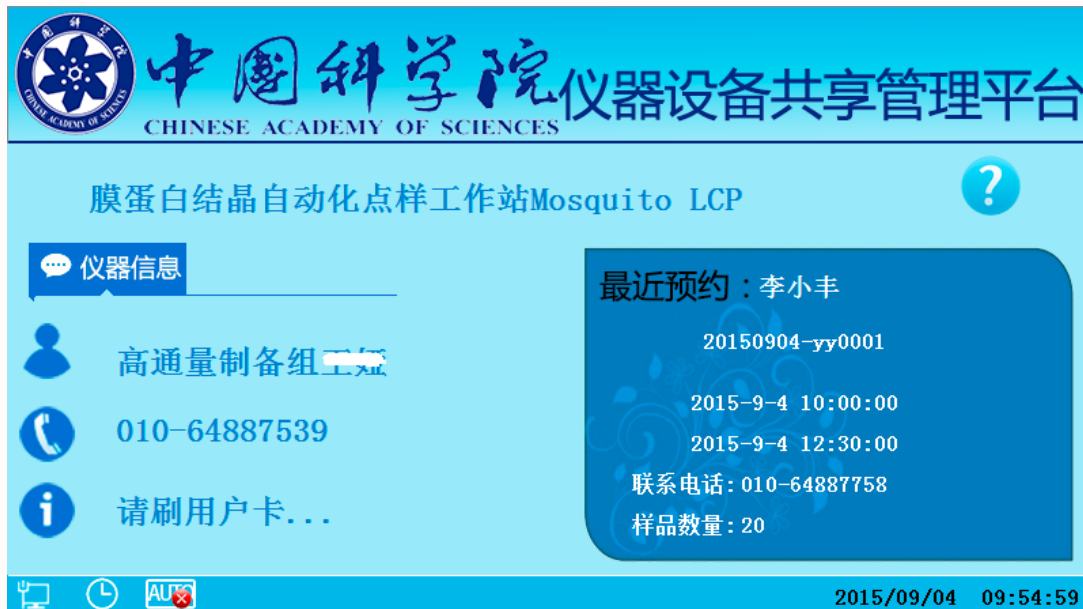 中国科学院
CHINESE ACADEMY OF SCIENCES
仪器设备共享管理平台
膜蛋白结晶自动化点样工作站Mosquito LCP
?
仪器信息
高通量制备组
010-64887539
请刷用户卡...
最近预约：李小丰
20150904-yy0001
2015-9-4 10:00:00
2015-9-4 12:30:00
联系电话:010-64887758
样品数量:20
AUTO
2015/09/04 09:54:59